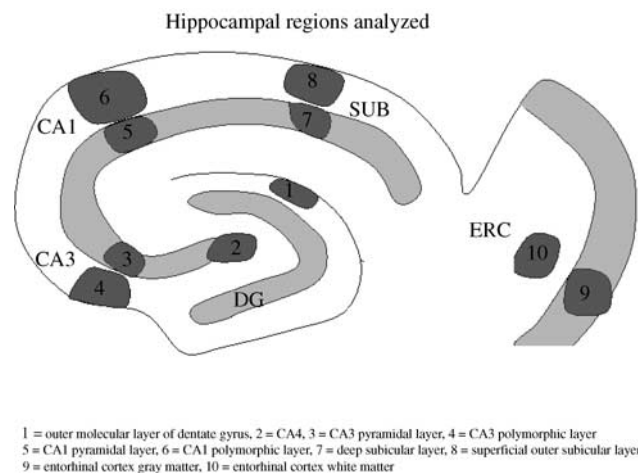 Hippocampal regions analyzed
6
8
CA1
5
7
SUB
1
ERC
CA3
3
2
10
4
DG
9
1 = outer molecular layer of dentate gyrus, 2 = CA4, 3 = CA3 pyramidal layer, 4 = CA3 polymorphic layer
5 = CA1 pyramidal layer, 6 = CA1 polymorphic layer, 7 = deep subicular layer, 8 = superficial outer subicular layer
9 = entorhinal cortex gray matter, 10 = entorhinal cortex white matter